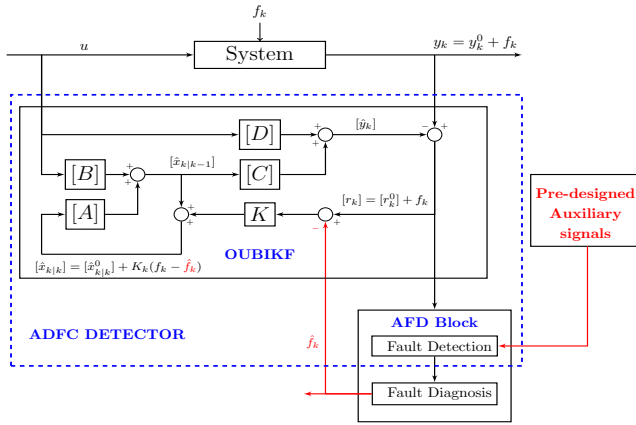 f_k
u
System
y_k = y_k^0 + f_k
[D]
+
+
[ŷ_k]
−
+
[B]
+
+
[x̂_{k|k−1}]
[C]
[A]
+
+
K
−
+
[r_k] = [r_k^0] + f_k
Pre-designed
Auxiliary
signals
OUBIKF
[x̂_{k|k}] = [x̂_{k|k}^0] + K_k(f_k − f̂_k)
ADFC DETECTOR
AFD Block
f̂_k
Fault Detection
Fault Diagnosis